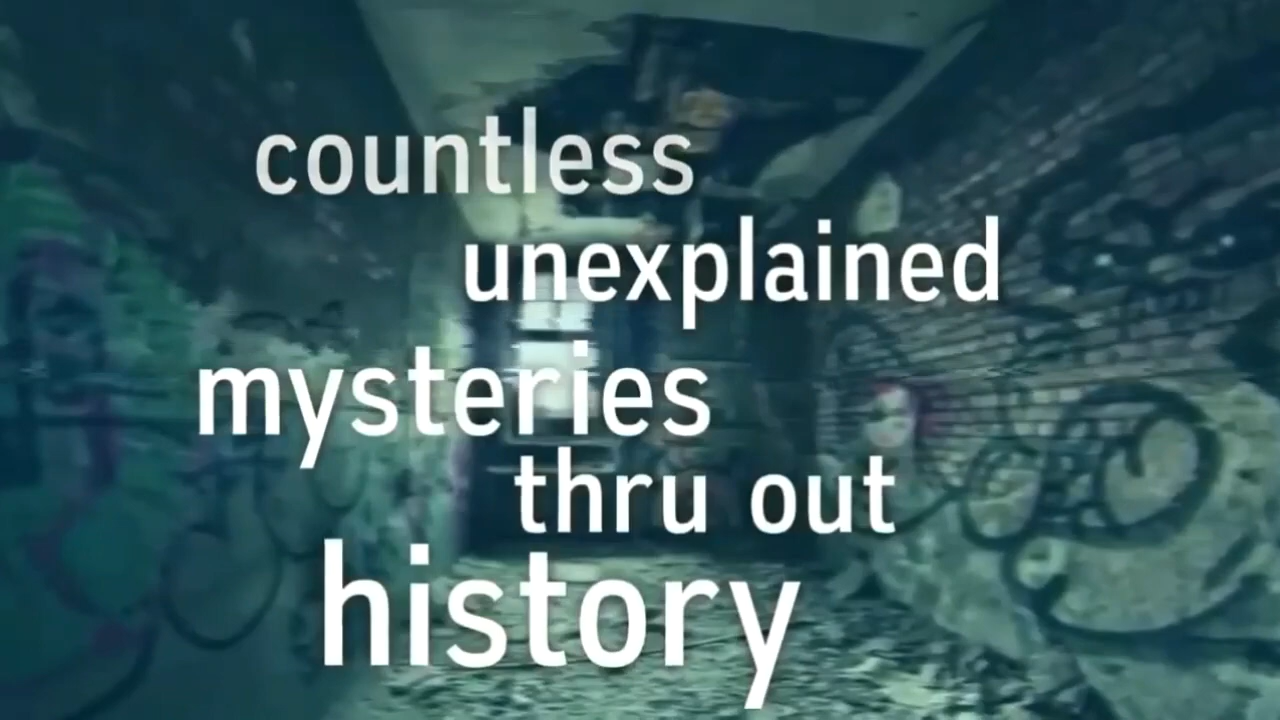 countless
unexplained
mysteries
thru out
history